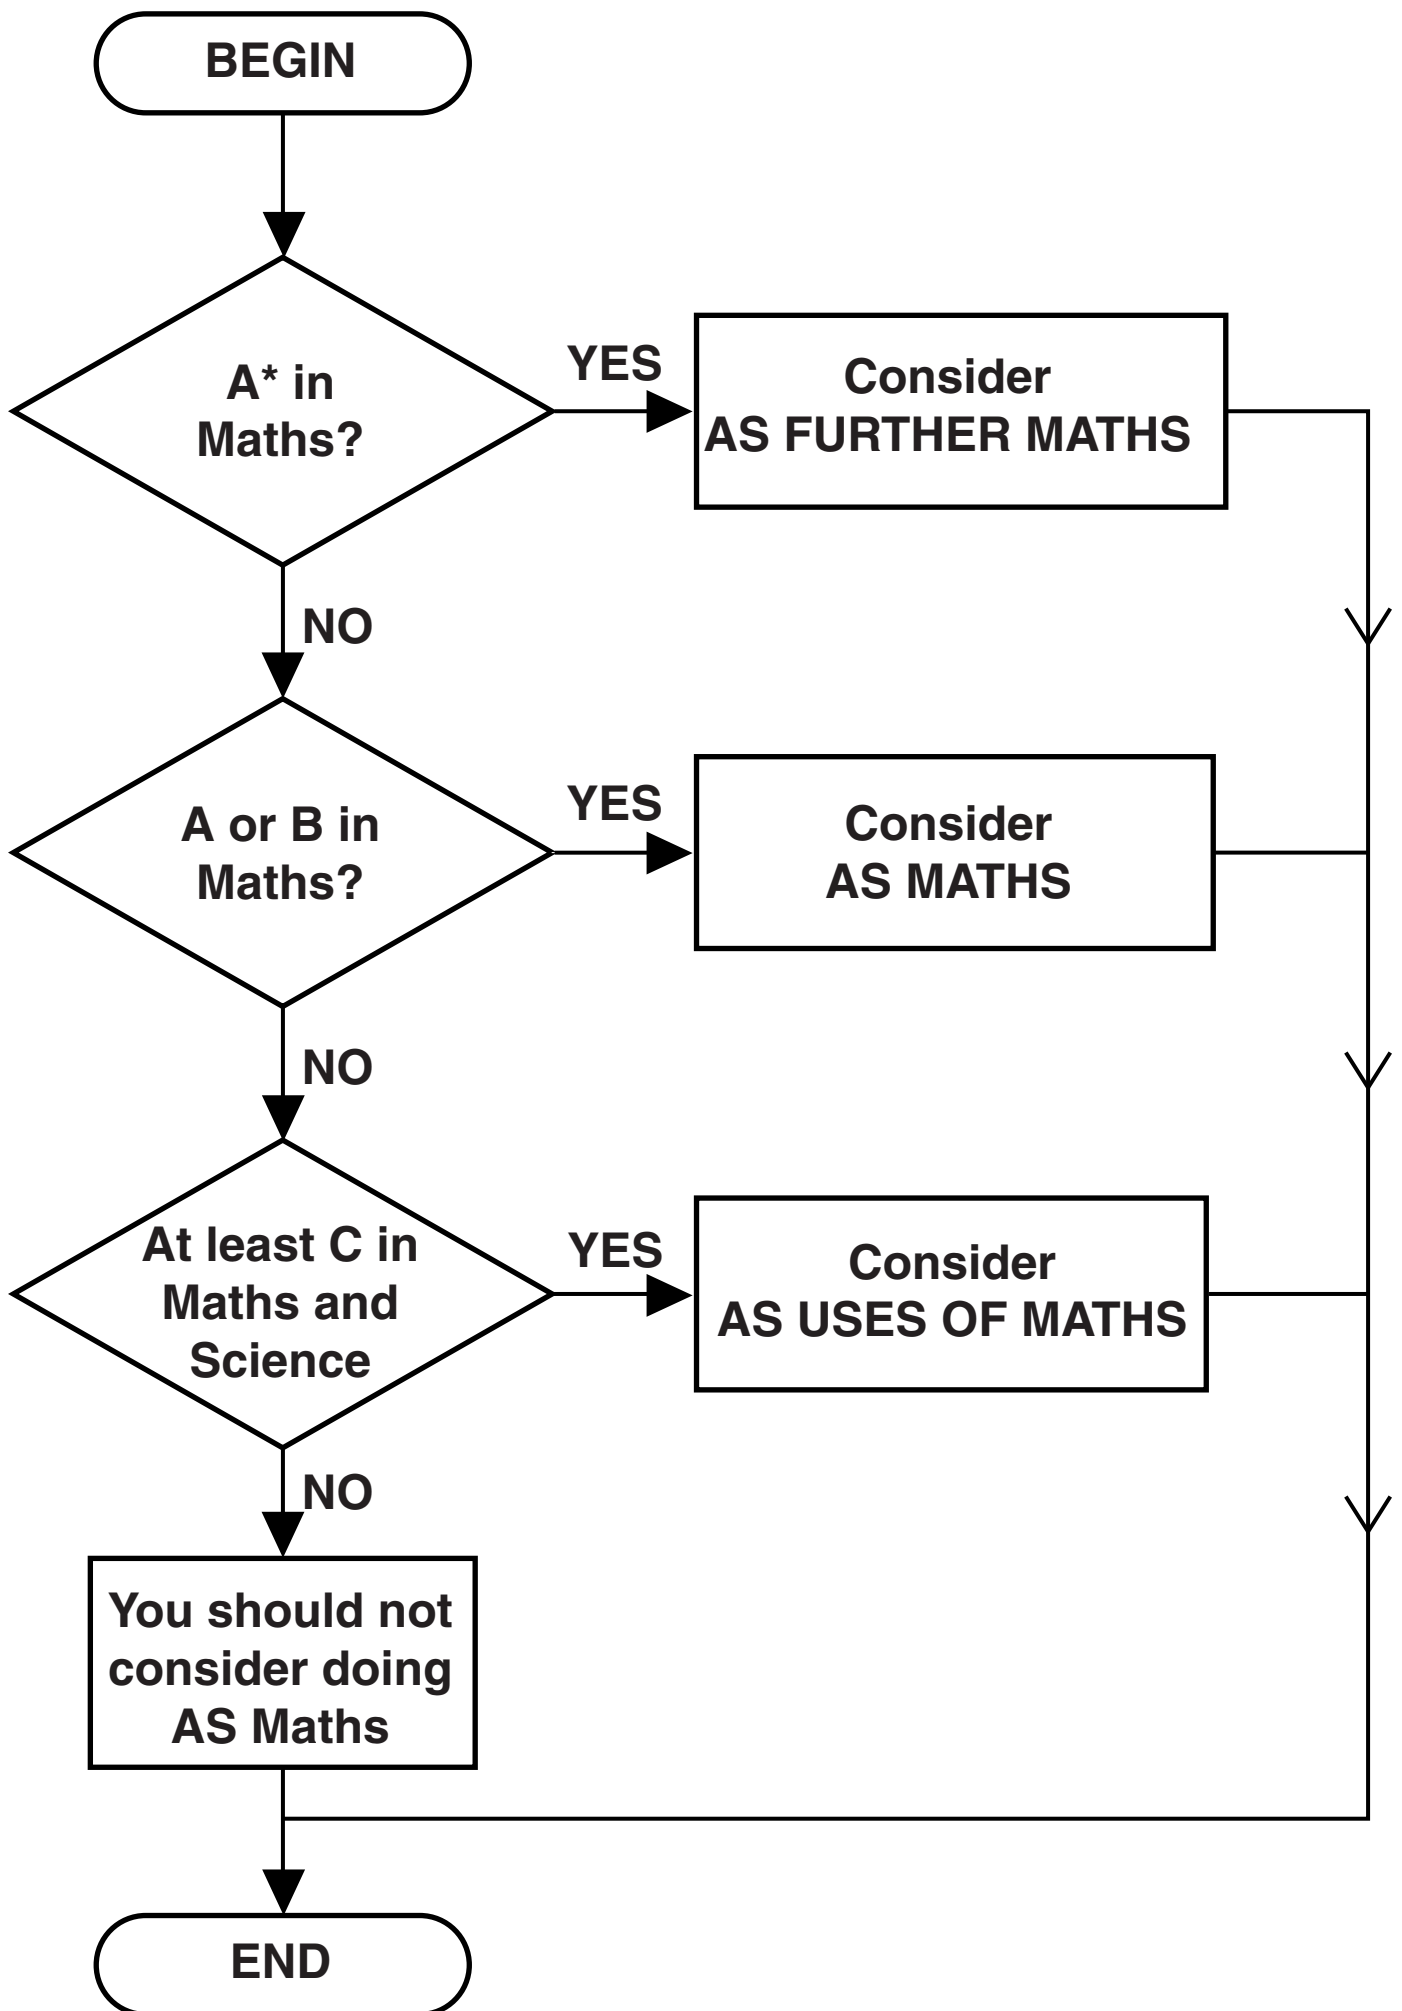 BEGIN
A* in
Maths?
YES
Consider
AS FURTHER MATHS
NO
A or B in
Maths?
YES
Consider
AS MATHS
NO
At least C in
Maths and
Science
YES
Consider
AS USES OF MATHS
NO
You should not
consider doing
AS Maths
END